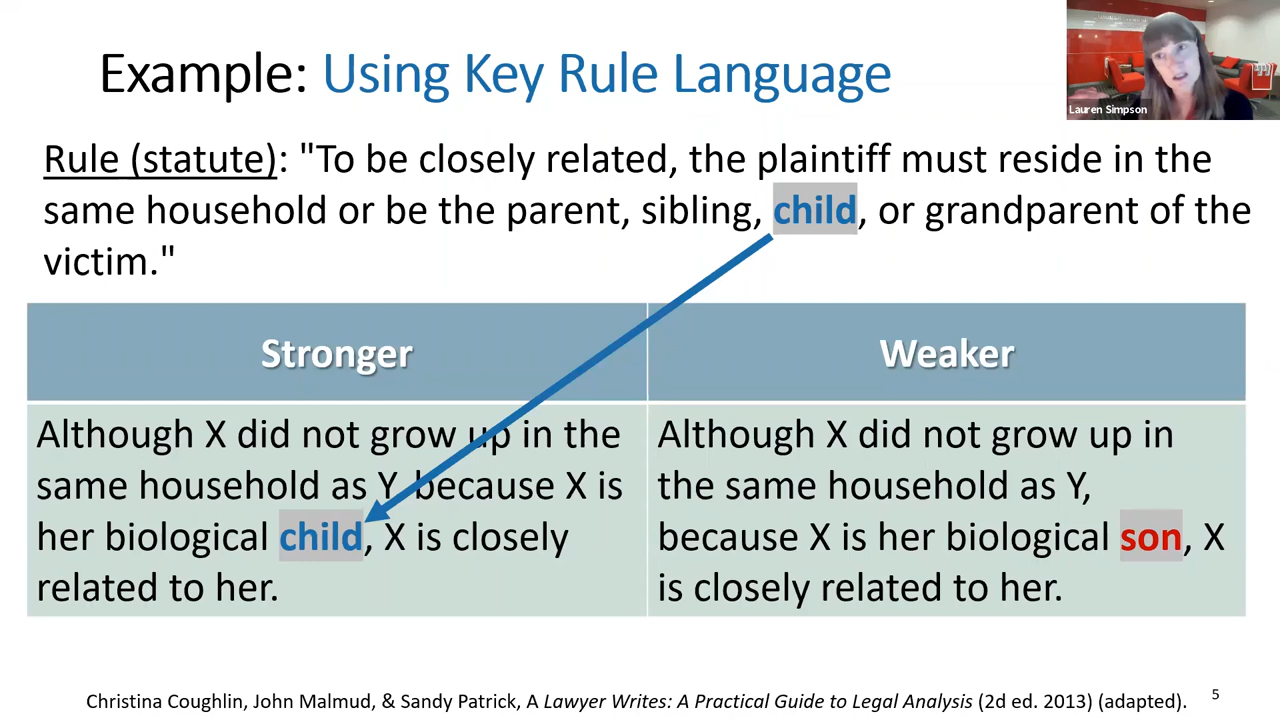 Example: Using Key Rule Language
Lauren Simpson
Rule (statute): "To be closely related, the plaintiff must reside in the
same household or be the parent, sibling, child, or grandparent of the
victim."
Stronger
Weaker
Although X did not grow up in the
same household as Y, because X is
her biological child, X is closely
related to her.
Although X did not grow up in
the same household as Y,
because X is her biological son, X
is closely related to her.
Christina Coughlin, John Malmud, & Sandy Patrick, A Lawyer Writes: A Practical Guide to Legal Analysis (2d ed. 2013) (adapted).
5